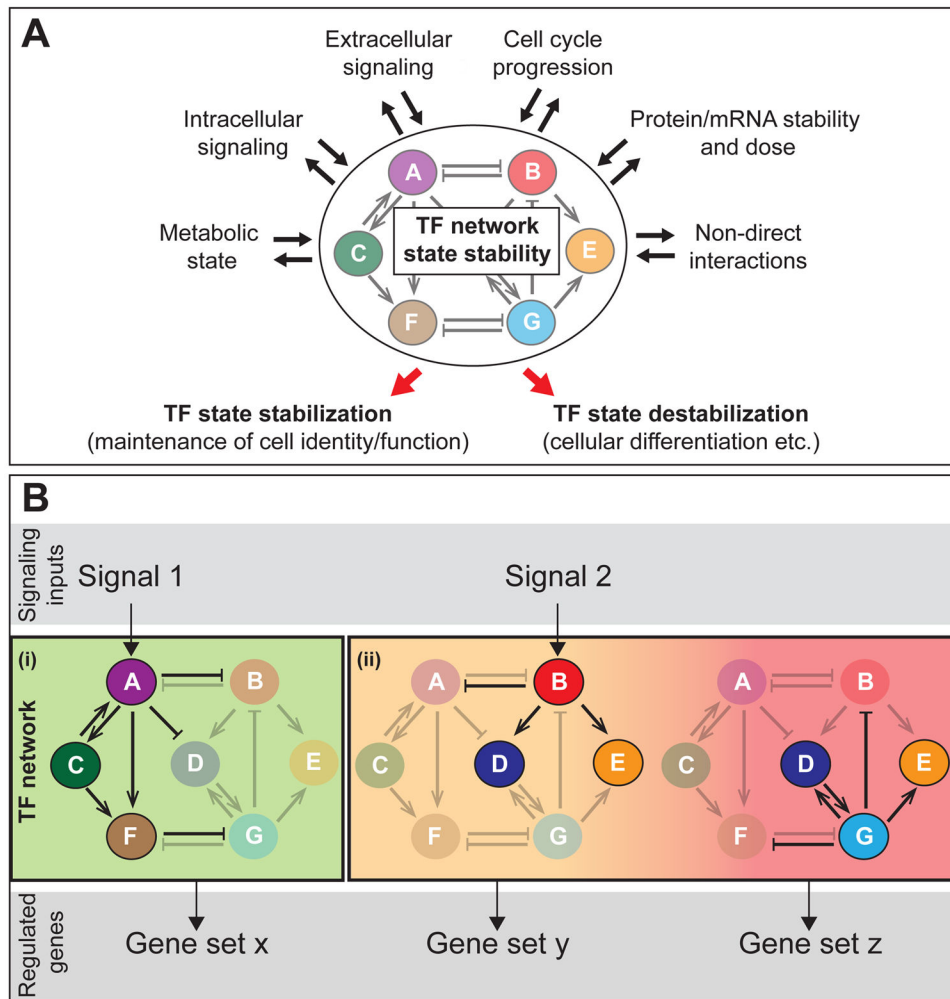 A
Extracellular
signaling
Cell cycle
progression
Intracellular
signaling
Protein/mRNA stability
and dose
Metabolic
state
Non-direct
interactions
A
B
C
TF network
state stability
E
F
G
TF state stabilization
(maintenance of cell identity/function)
TF state destabilization
(cellular differentiation etc.)
B
Signaling
inputs
Signal 1
Signal 2
TF network
(i)
A
B
C
D
E
F
G
(ii)
A
B
C
D
E
F
G
A
B
C
D
E
F
G
Regulated
genes
Gene set x
Gene set y
Gene set z